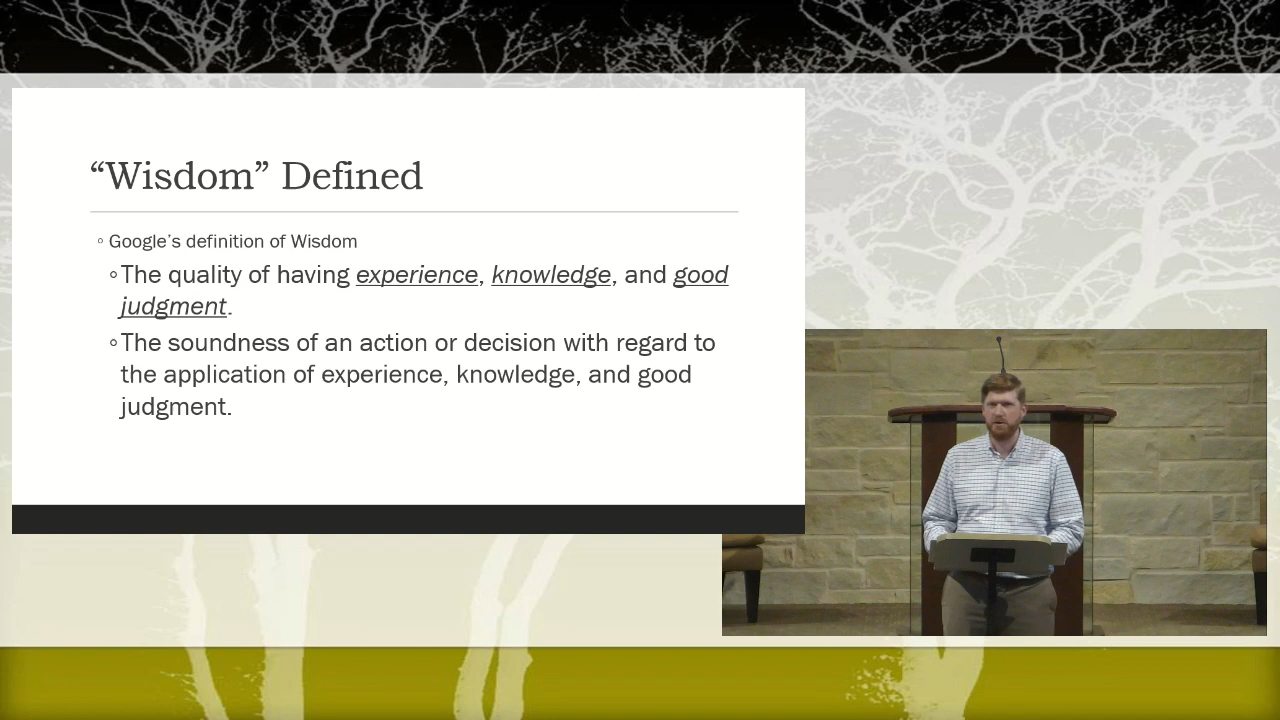 “Wisdom” Defined
◦ Google’s definition of Wisdom
◦The quality of having experience, knowledge, and good
judgment.
◦The soundness of an action or decision with regard to
the application of experience, knowledge, and good
judgment.